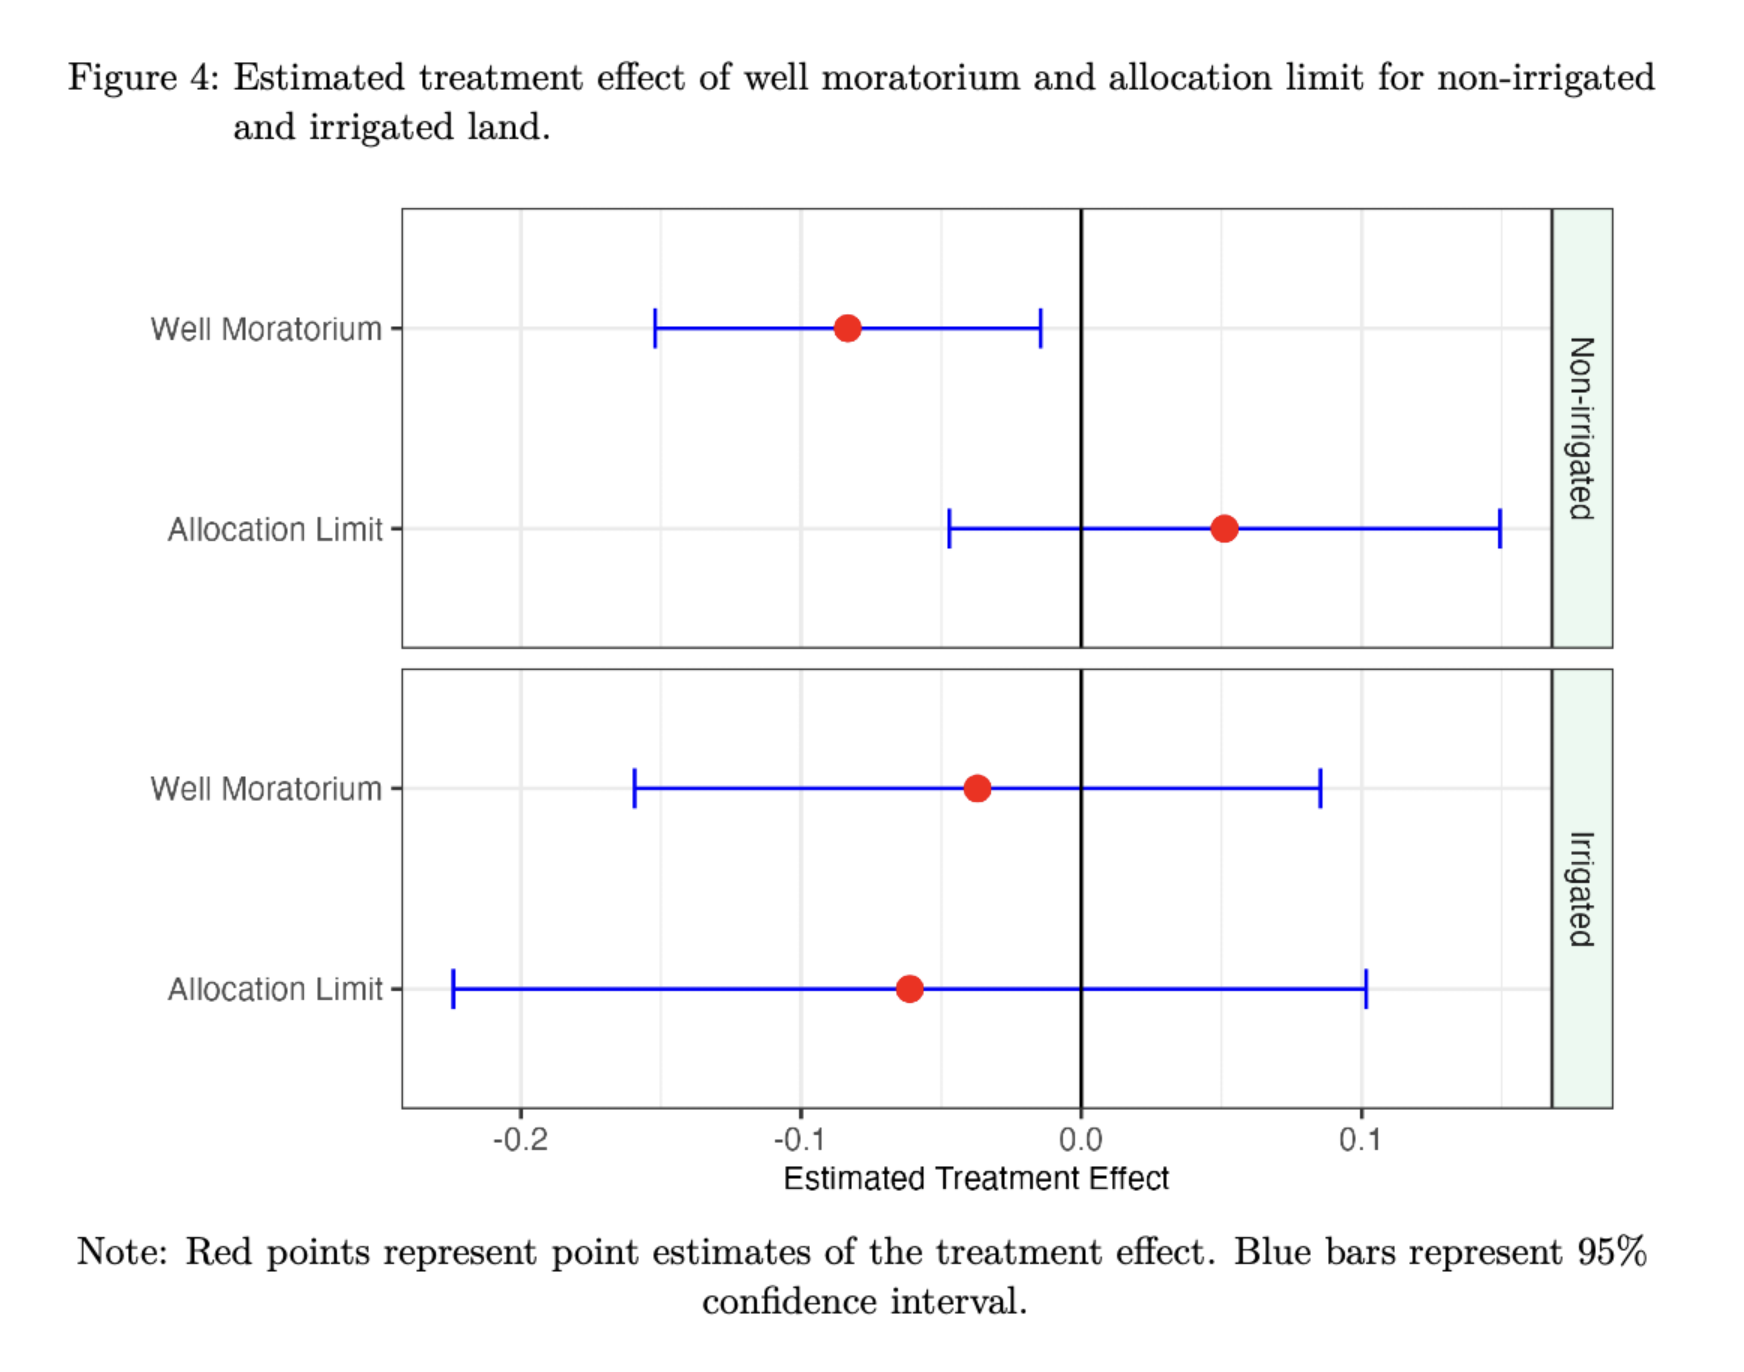 Figure 4: Estimated treatment effect of well moratorium and allocation limit for non-irrigated
and irrigated land.
Well Moratorium
Allocation Limit
Non-irrigated
Well Moratorium
Allocation Limit
Irrigated
-0.2
-0.1
0.0
0.1
Estimated Treatment Effect
Note: Red points represent point estimates of the treatment effect. Blue bars represent 95%
confidence interval.